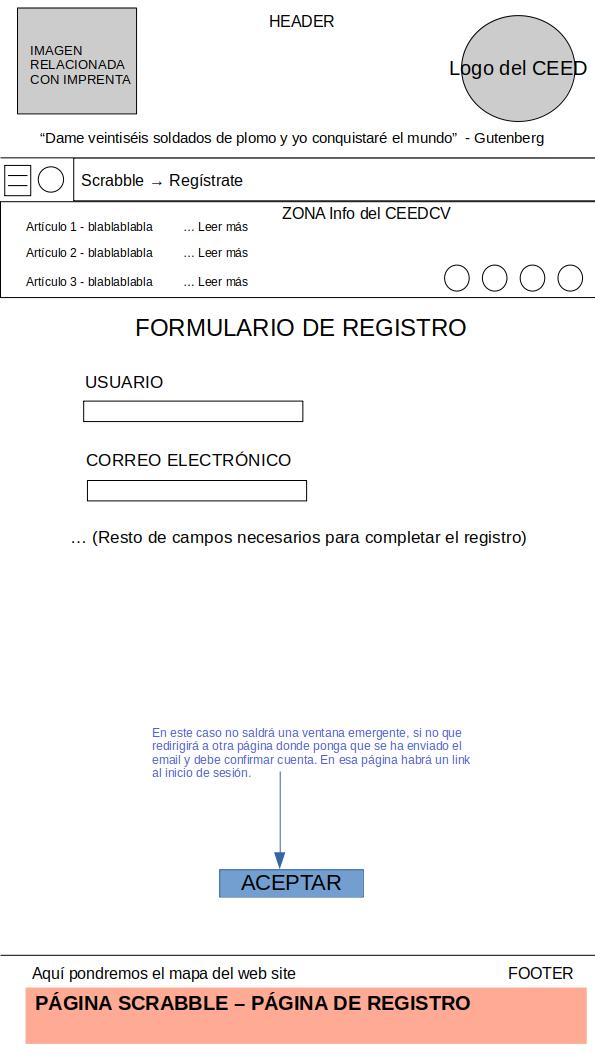 HEADER
IMAGEN
RELACIONADA
CON IMPRENTA
Logo del CEED
“Dame veintiséis soldados de plomo y yo conquistaré el mundo” - Gutenberg
Scrabble → Regístrate
ZONA Info del CEEDCV
Artículo 1 - blablablabla ... Leer más
Artículo 2 - blablablabla ... Leer más
Artículo 3 - blablablabla ... Leer más
FORMULARIO DE REGISTRO
USUARIO
CORREO ELECTRÓNICO
... (Resto de campos necesarios para completar el registro)
En este caso no saldrá una ventana emergente, si no que
redirigirá a otra página donde ponga que se ha enviado el
email y debe confirmar cuenta. En esa página habrá un link
al inicio de sesión.
ACEPTAR
Aquí pondremos el mapa del web site FOOTER
PÁGINA SCRABBLE – PÁGINA DE REGISTRO